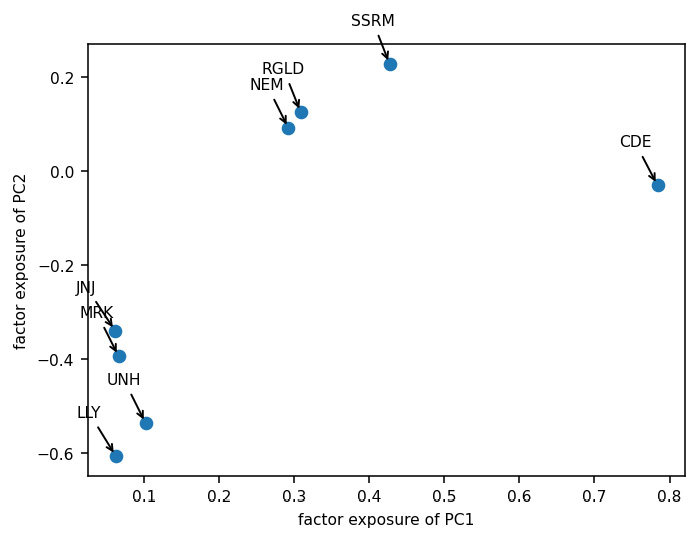 SSRM
RGLD
NEM
CDE
JNJ
MRK
UNH
LLY
0.2
0.0
−0.2
−0.4
−0.6
factor exposure of PC2
0.1 0.2 0.3 0.4 0.5 0.6 0.7 0.8
factor exposure of PC1